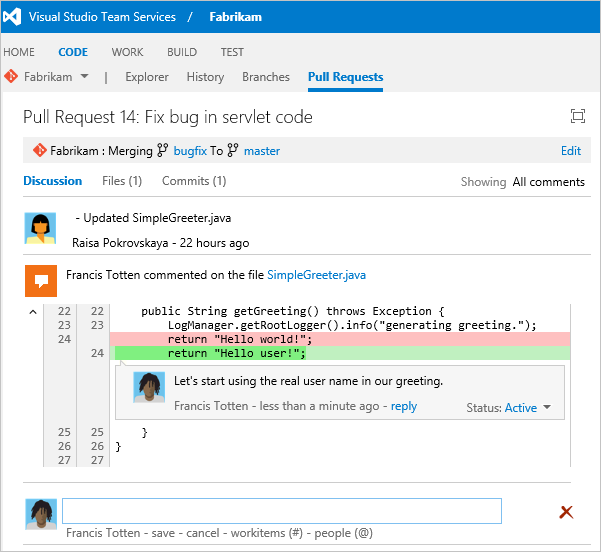 Visual Studio Team Services / Fabrikam
HOME CODE WORK BUILD TEST
Fabrikam | Explorer History Branches Pull Requests
Pull Request 14: Fix bug in servlet code
Fabrikam : Merging bugfix To master Edit
Discussion Files (1) Commits (1) Showing All comments
- Updated SimpleGreeter.java
Raisa Pokrovskaya - 22 hours ago
Francis Totten commented on the file SimpleGreeter.java
22 22 public String getGreeting() throws Exception {
23 23 LogManager.getRootLogger().info("generating greeting.");
24 return "Hello world!";
24 return "Hello user!";
Let's start using the real user name in our greeting.
Francis Totten - less than a minute ago - reply Status: Active
25 25 }
26 26 }
27 27
Francis Totten - save - cancel - workitems (#) - people (@)